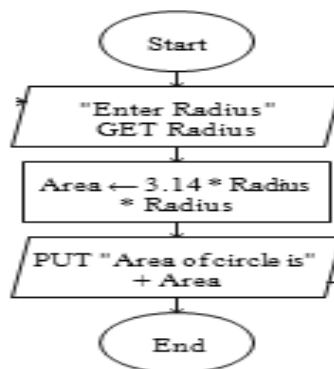 Start
"Enter Radius"
GET Radius
Area ← 3.14 * Radius
* Radius
PUT "Area of circle is"
+ Area
End